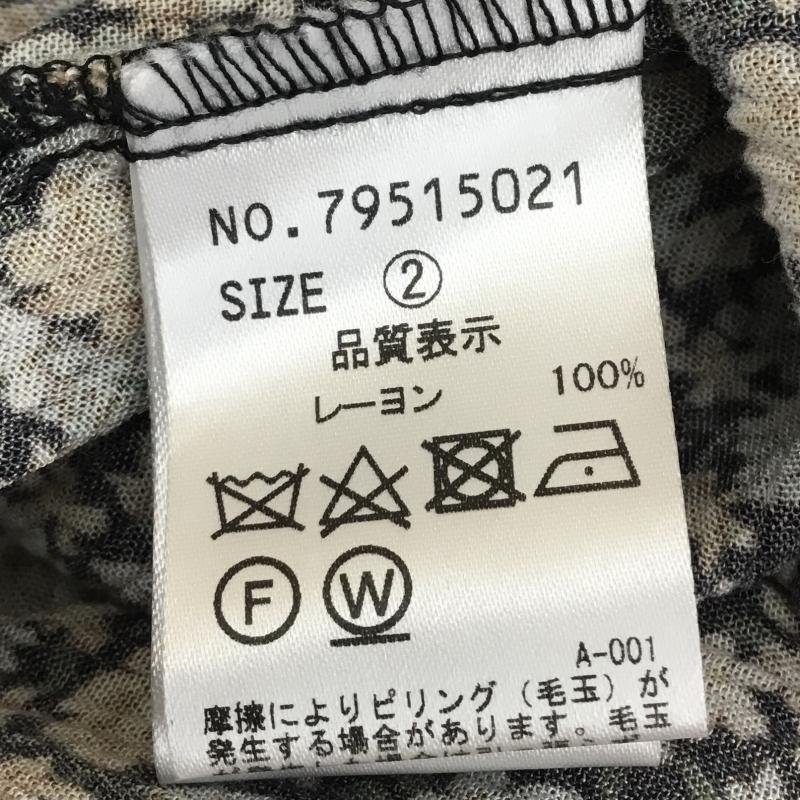 NO.79515021
SIZE ②
品質表示
レーヨン 100%
F W
A-001
摩擦によりピリング(毛玉)が
発生する場合があります。毛玉